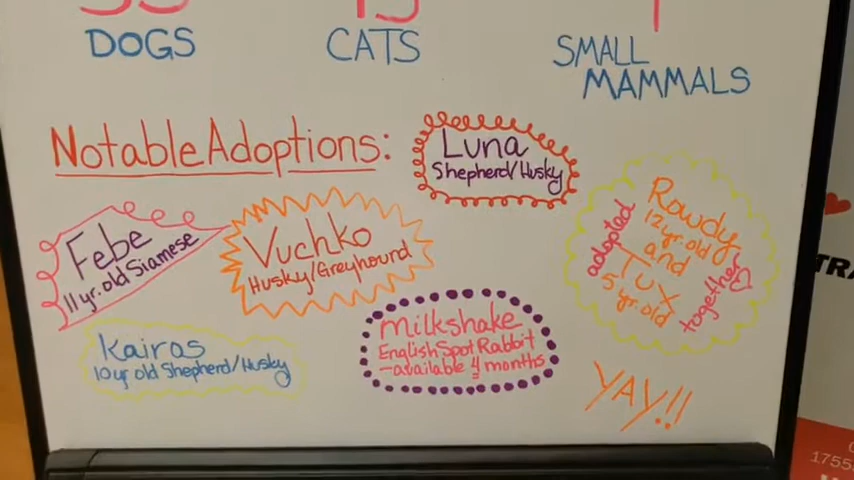 DOGS
CATS
SMALL
MAMMALS
Notable Adoptions:
Luna
Shepherd/Husky
Febe
11 yr. old Siamese
Vuchko
Husky/Greyhound
adopted
Rowdy
12 yr. old
and
Tux
5 yr. old
together
Kairos
10 yr old Shepherd/Husky
Milkshake
English Spot Rabbit
- available 4 months
YAY!!